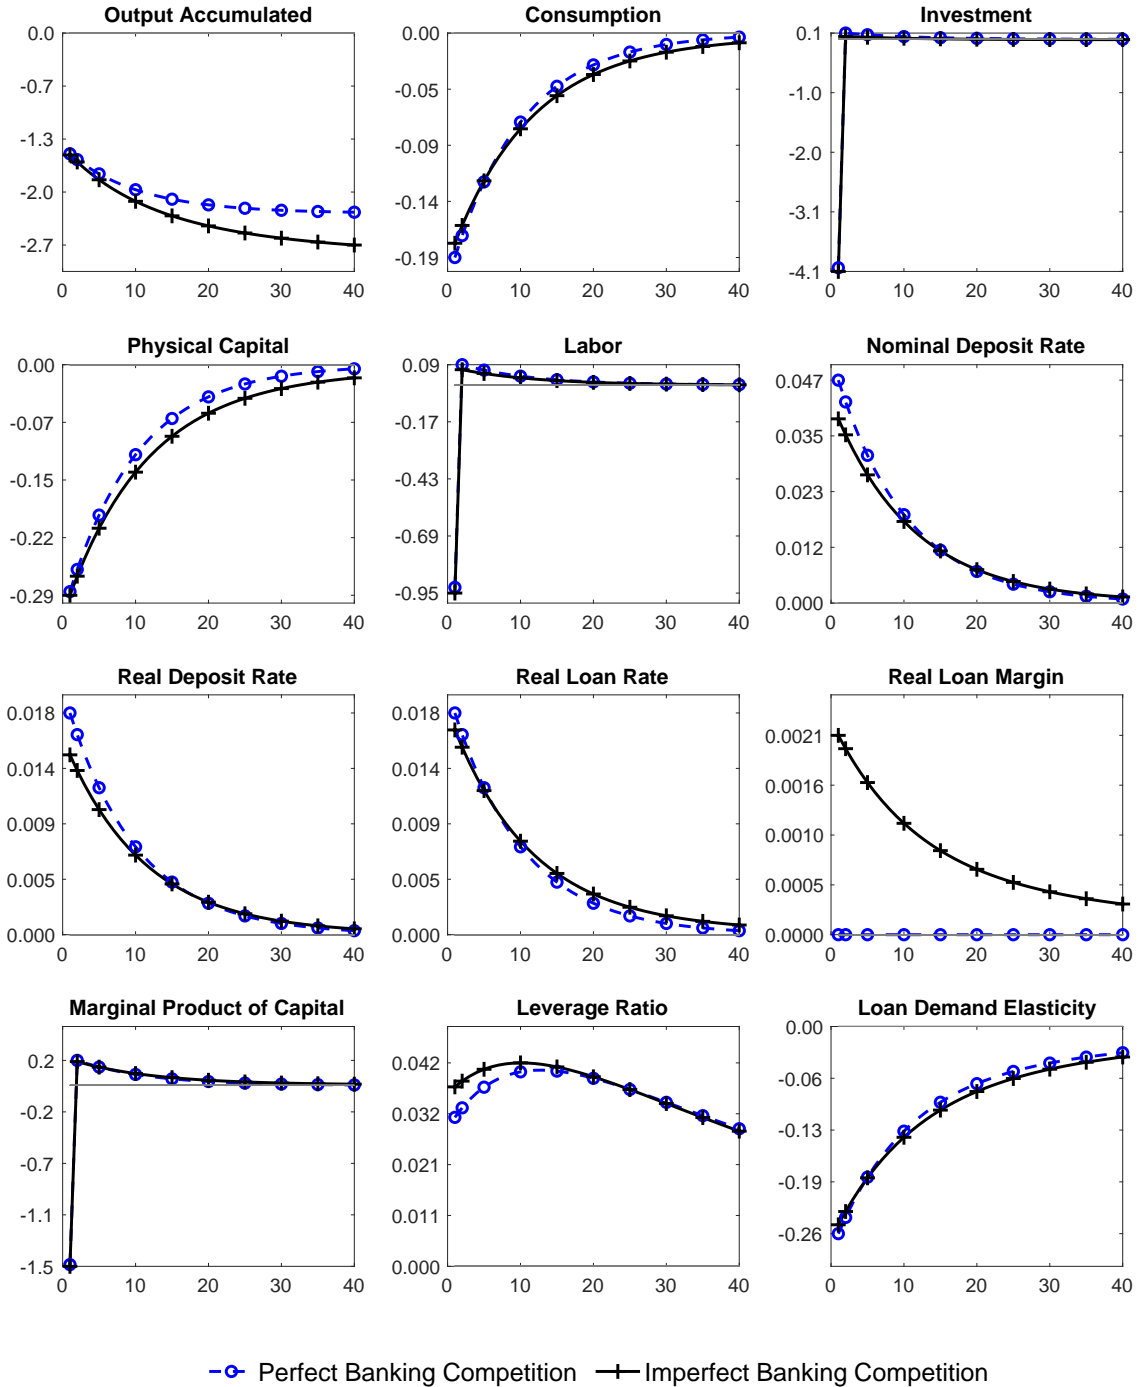 Output Accumulated
0.0
-0.7
-1.3
-2.0
-2.7
0 10 20 30 40
Consumption
0.00
-0.05
-0.09
-0.14
-0.19
0 10 20 30 40
Investment
0.1
-1.0
-2.0
-3.1
-4.1
0 10 20 30 40
Physical Capital
0.00
-0.07
-0.15
-0.22
-0.29
0 10 20 30 40
Labor
0.09
-0.17
-0.43
-0.69
-0.95
0 10 20 30 40
Nominal Deposit Rate
0.047
0.035
0.023
0.012
0.000
0 10 20 30 40
Real Deposit Rate
0.018
0.014
0.009
0.005
0.000
0 10 20 30 40
Real Loan Rate
0.018
0.014
0.009
0.005
0.000
0 10 20 30 40
Real Loan Margin
0.0021
0.0016
0.0010
0.0005
0.0000
0 10 20 30 40
Marginal Product of Capital
0.2
-0.2
-0.7
-1.1
-1.5
0 10 20 30 40
Leverage Ratio
0.042
0.032
0.021
0.011
0.000
0 10 20 30 40
Loan Demand Elasticity
0.00
-0.06
-0.13
-0.19
-0.26
0 10 20 30 40
Perfect Banking Competition Imperfect Banking Competition